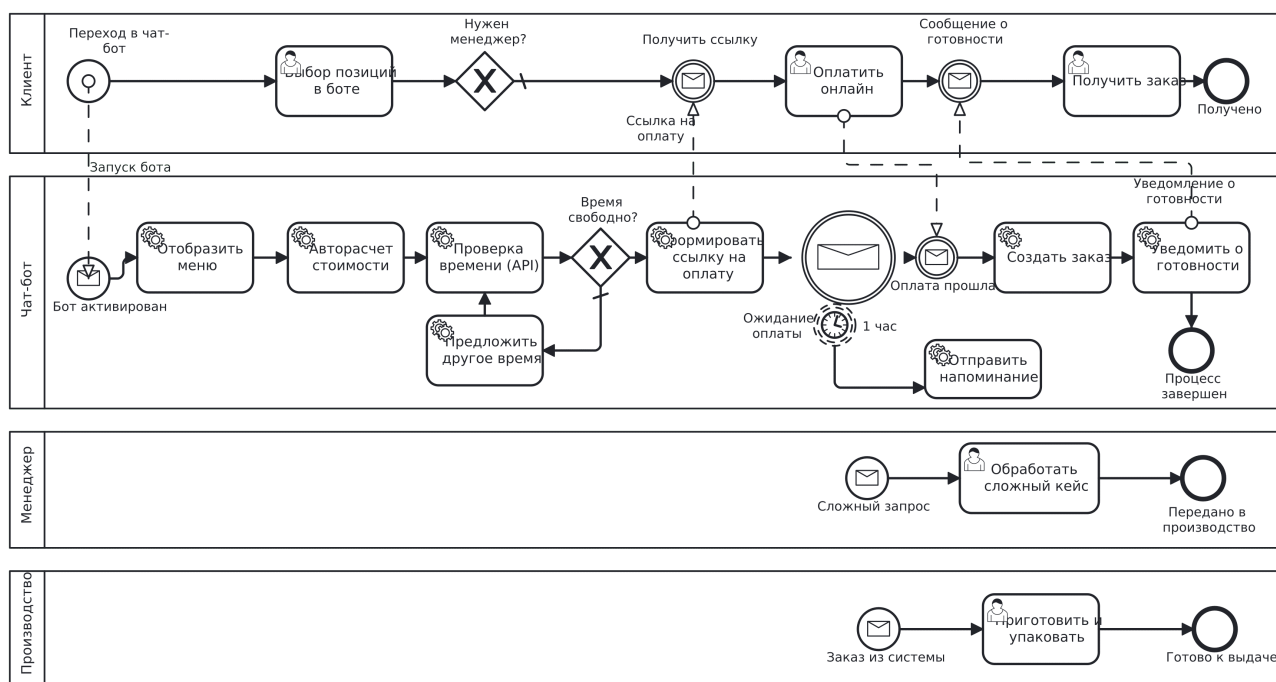 Клиент
Переход в чат-
бот
Выбор позиций
в боте
Нужен
менеджер?
X
Получить ссылку
Оплатить
онлайн
Сообщение о
готовности
Получить заказ
Получено
Ссылка на
оплату
Запуск бота
Уведомление о
готовности
Чат-бот
Бот активирован
Отобразить
меню
Авторасчет
стоимости
Проверка
времени (API)
Предложить
другое время
Время
свободно?
X
формировать
ссылку на
оплату
Ожидание
оплаты
1 час
Оплата прошла
Отправить
напоминание
Создать заказ
Уведомить о
готовности
Процесс
завершен
Менеджер
Сложный запрос
Обработать
сложный кейс
Передано в
производство
Производство
Заказ из системы
Приготовить и
упаковать
Готово к выдаче